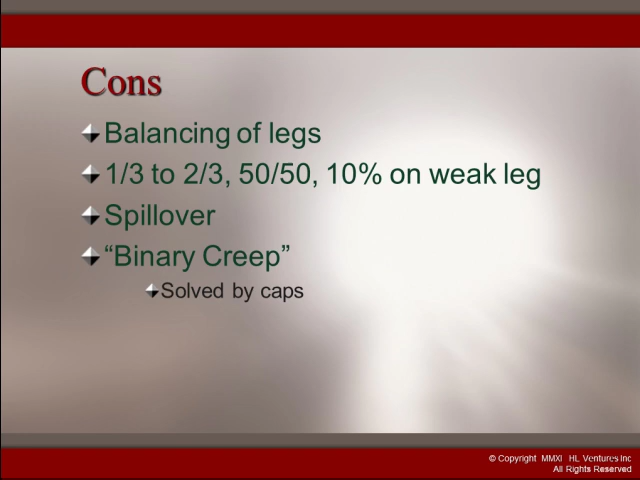 Cons
Balancing of legs
1/3 to 2/3, 50/50, 10% on weak leg
Spillover
“Binary Creep”
Solved by caps
© Copyright MMXI HL Ventures Inc
All Rights Reserved